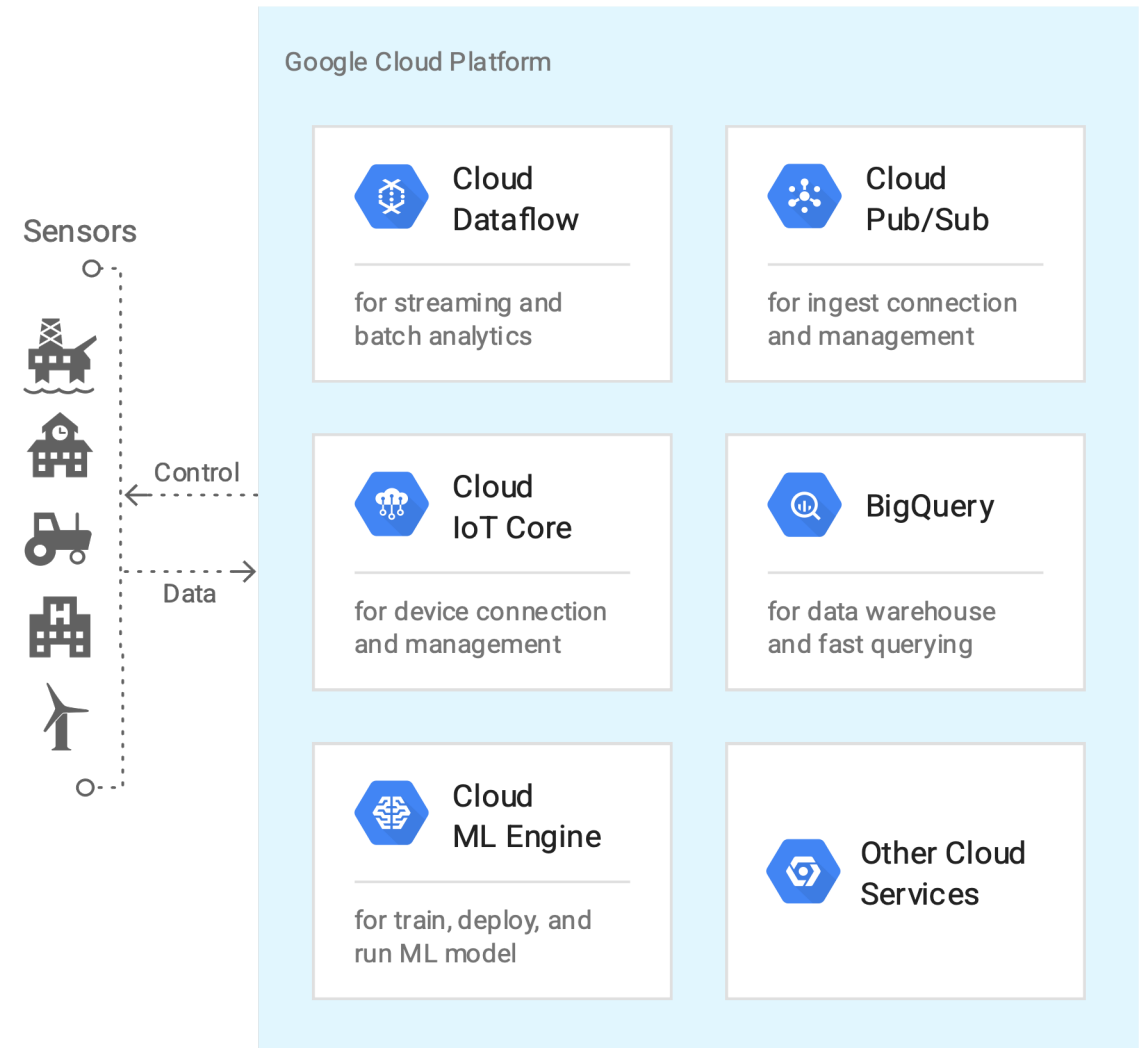 Google Cloud Platform
Sensors
Control
Data
Cloud
Dataflow
for streaming and
batch analytics
Cloud
Pub/Sub
for ingest connection
and management
Cloud
IoT Core
for device connection
and management
BigQuery
for data warehouse
and fast querying
Cloud
ML Engine
for train, deploy, and
run ML model
Other Cloud
Services